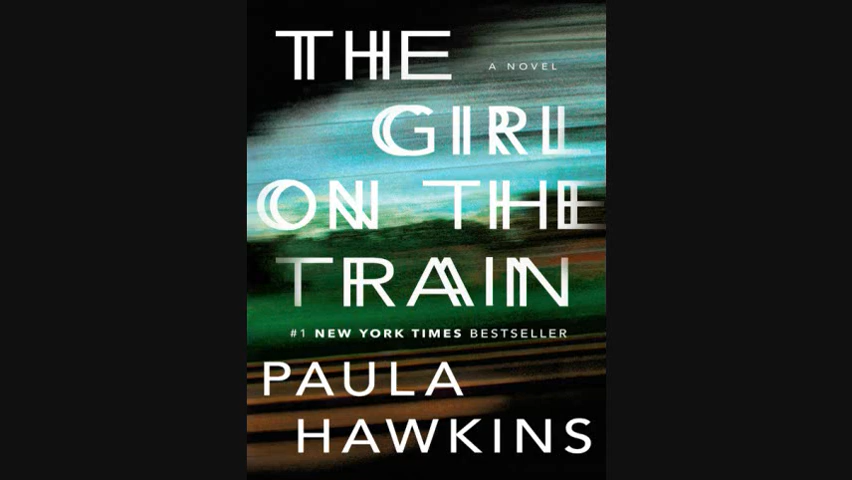 THE
A NOVEL
GIRL
ON THE
TRAIN
#1 NEW YORK TIMES BESTSELLER
PAULA
HAWKINS